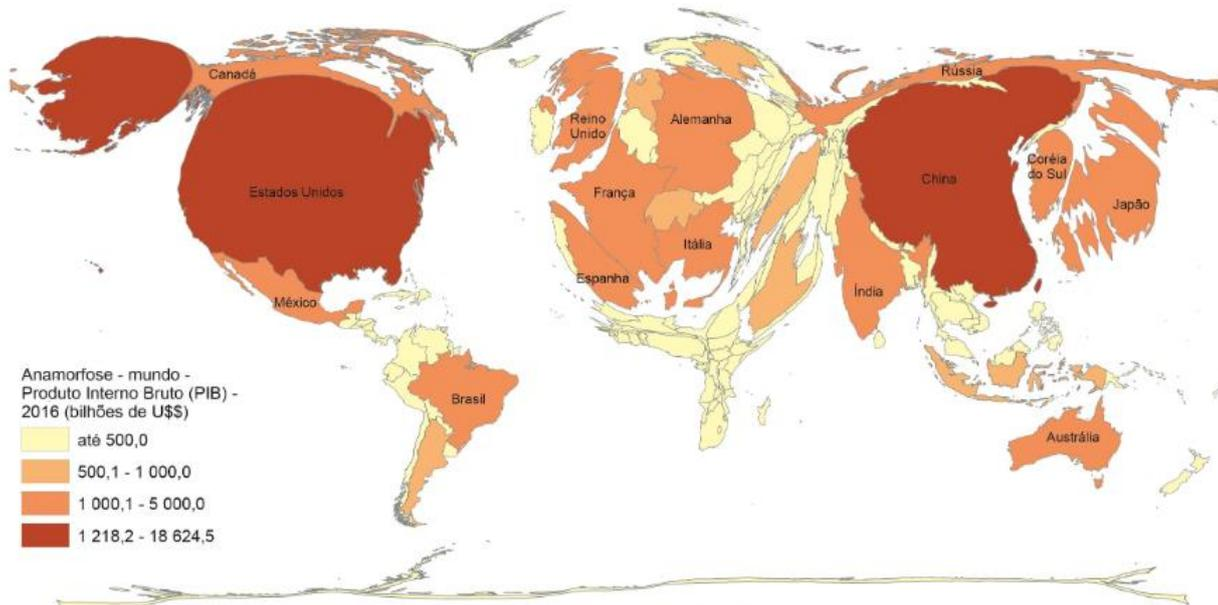 Canadá
Rússia
Reino
Unido
Alemanha
Coréia
do Sul
Estados Unidos
França
China
Japão
Itália
Espanha
Índia
México
Anamorfose - mundo -
Produto Interno Bruto (PIB) -
2016 (bilhões de U$$)
até 500,0
500,1 - 1 000,0
1 000,1 - 5 000,0
1 218,2 - 18 624,5
Brasil
Austrália